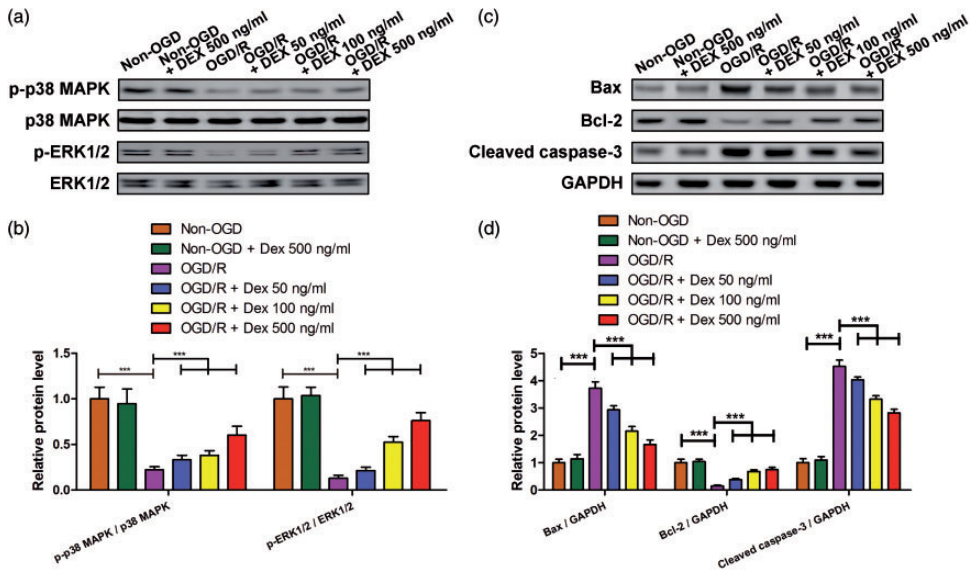 (a)
Non-OGD
Non-OGD
+ DEX 500 ng/ml
OGD/R
OGD/R
+ DEX 50 ng/ml
OGD/R
+ DEX 100 ng/ml
OGD/R
+ DEX 500 ng/ml
p-p38 MAPK
p38 MAPK
p-ERK1/2
ERK1/2
(b)
Non-OGD
Non-OGD + Dex 500 ng/ml
OGD/R
OGD/R + Dex 50 ng/ml
OGD/R + Dex 100 ng/ml
OGD/R + Dex 500 ng/ml
Relative protein level
1.5
1.0
0.5
0.0
***
***
***
***
p-p38 MAPK / p38 MAPK
p-ERK1/2 / ERK1/2
(c)
Non-OGD
Non-OGD
+ DEX 500 ng/ml
OGD/R
OGD/R
+ DEX 50 ng/ml
OGD/R
+ DEX 100 ng/ml
OGD/R
+ DEX 500 ng/ml
Bax
Bcl-2
Cleaved caspase-3
GAPDH
(d)
Non-OGD
Non-OGD + Dex 500 ng/ml
OGD/R
OGD/R + Dex 50 ng/ml
OGD/R + Dex 100 ng/ml
OGD/R + Dex 500 ng/ml
Relative protein level
5
4
3
2
1
0
***
***
***
***
***
***
Bax / GAPDH
Bcl-2 / GAPDH
Cleaved caspase-3 / GAPDH